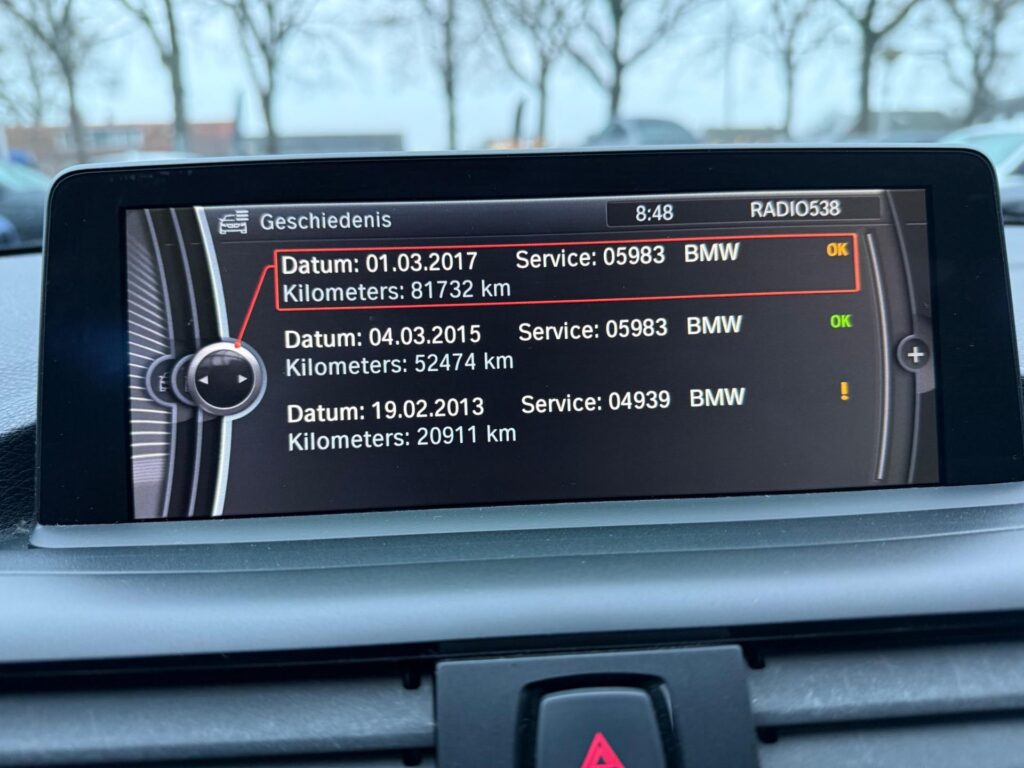 Geschiedenis 8:48 RADIO538
Datum: 01.03.2017 Service: 05983 BMW OK
Kilometers: 81732 km
Datum: 04.03.2015 Service: 05983 BMW OK
Kilometers: 52474 km
Datum: 19.02.2013 Service: 04939 BMW !
Kilometers: 20911 km